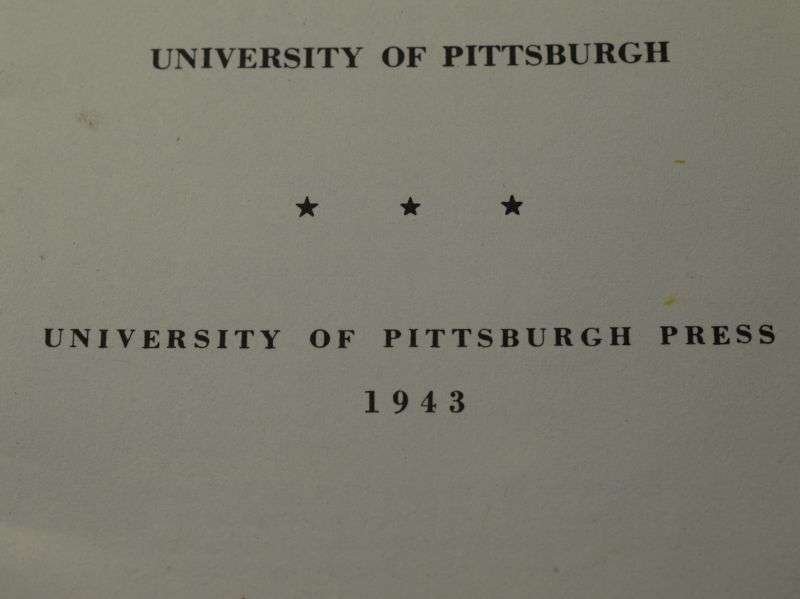 UNIVERSITY OF PITTSBURGH
★ ★ ★
UNIVERSITY OF PITTSBURGH PRESS
1943